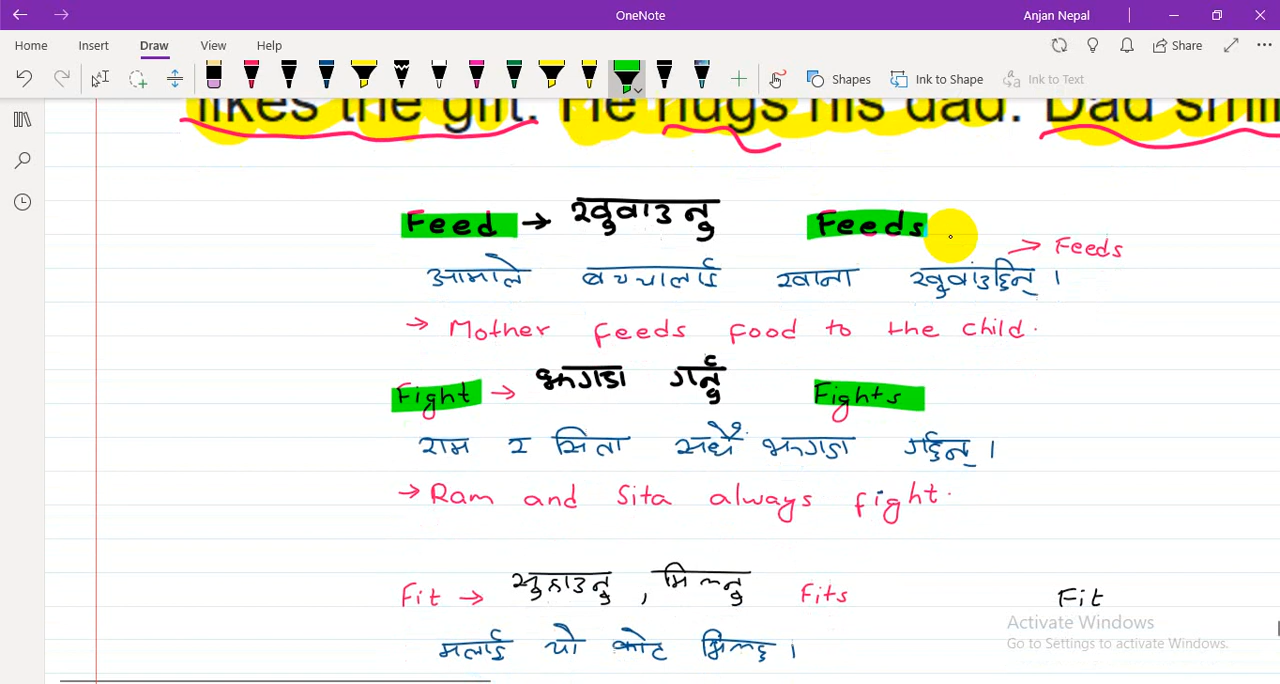 OneNote
Anjan Nepal
Home Insert Draw View Help
Share
Shapes Ink to Shape Ink to Text
likes the gift. He hugs his dad. Dad smil
Feed → खुवाउनु Feeds
→ Feeds
आमाले बच्चालाई खाना खुवाउछिन् ।
→ Mother feeds food to the child.
Fight → झगडा गर्नु Fights
राम र सिता सधैं झगडा गर्छन् ।
→ Ram and Sita always fight.
Fit → सुहाउनु , मिल्नु Fits Fit
मलाई यो कोट मिल्छ ।
Activate Windows
Go to Settings to activate Windows.